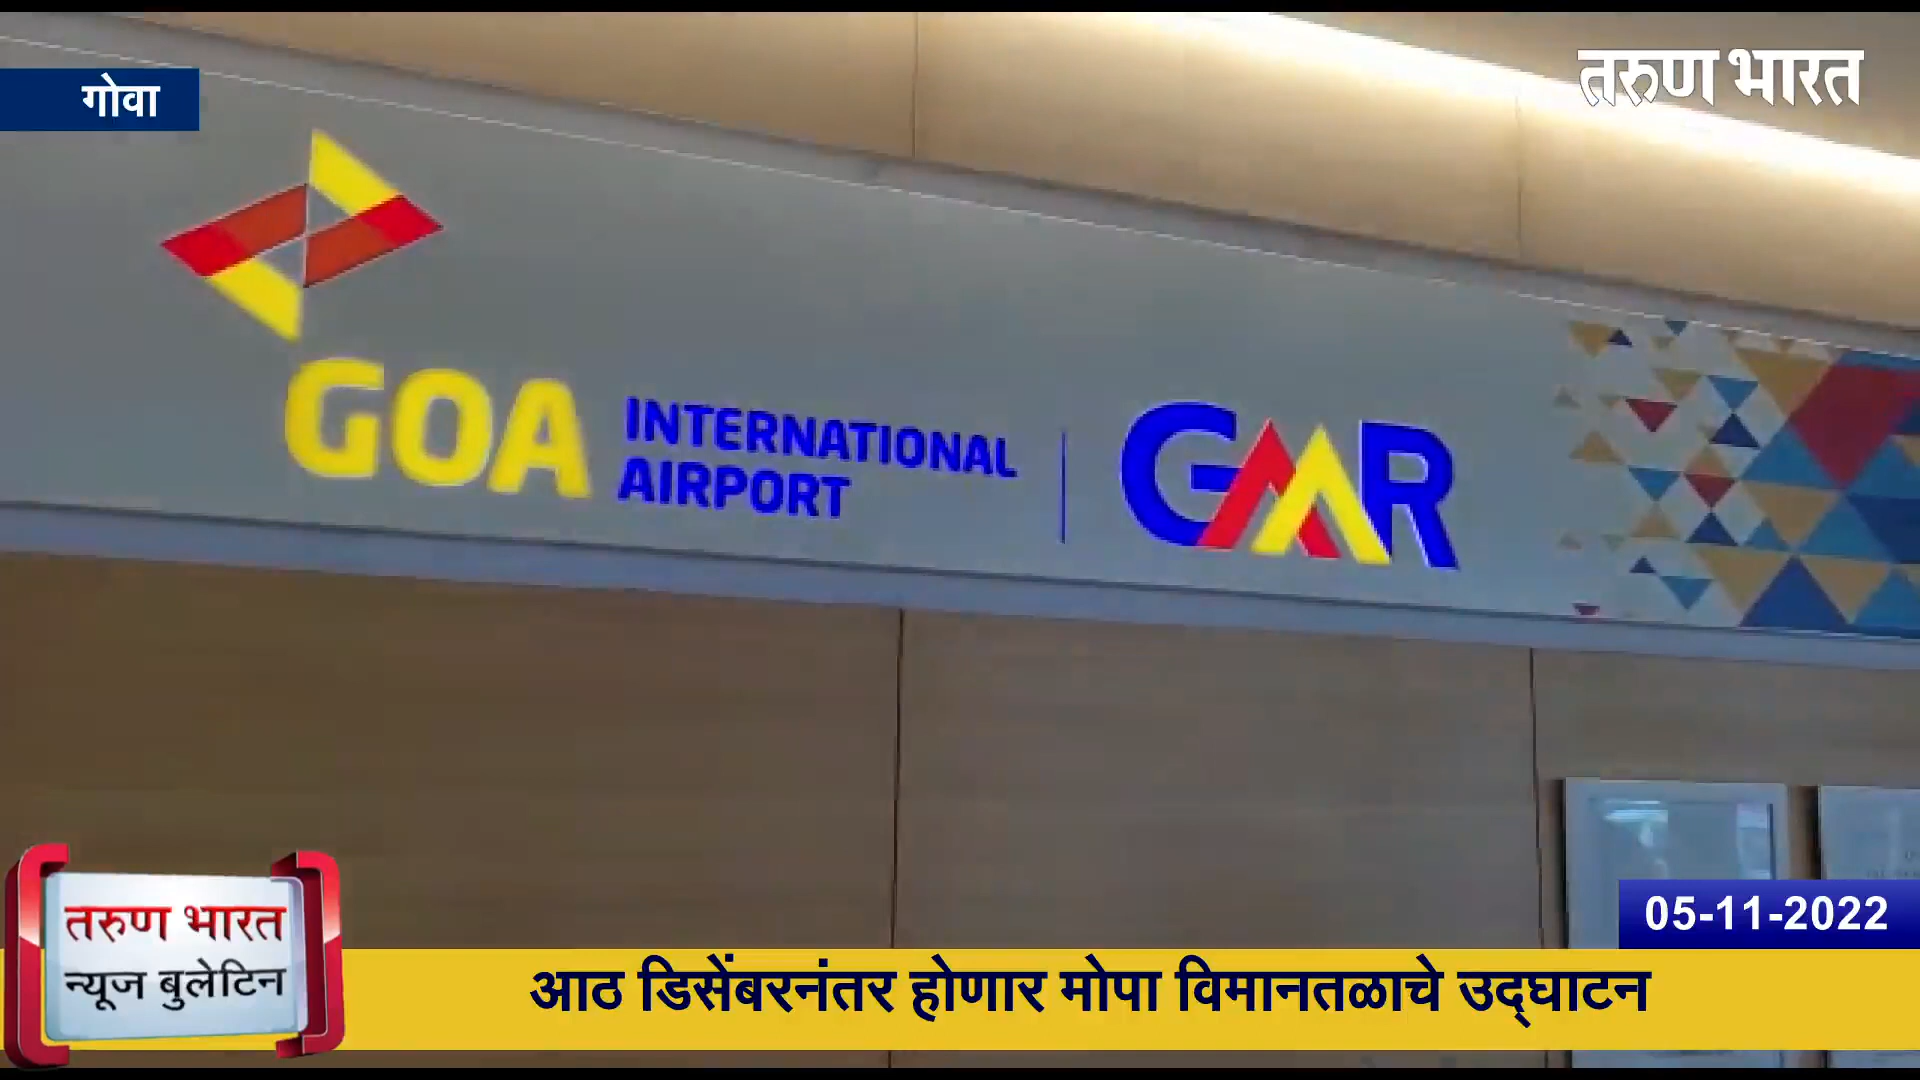 गोवा
तरुण भारत
GOA INTERNATIONAL
AIRPORT
GMR
05-11-2022
तरुण भारत
न्यूज बुलेटिन
आठ डिसेंबरनंतर होणार मोपा विमानतळाचे उद्घाटन